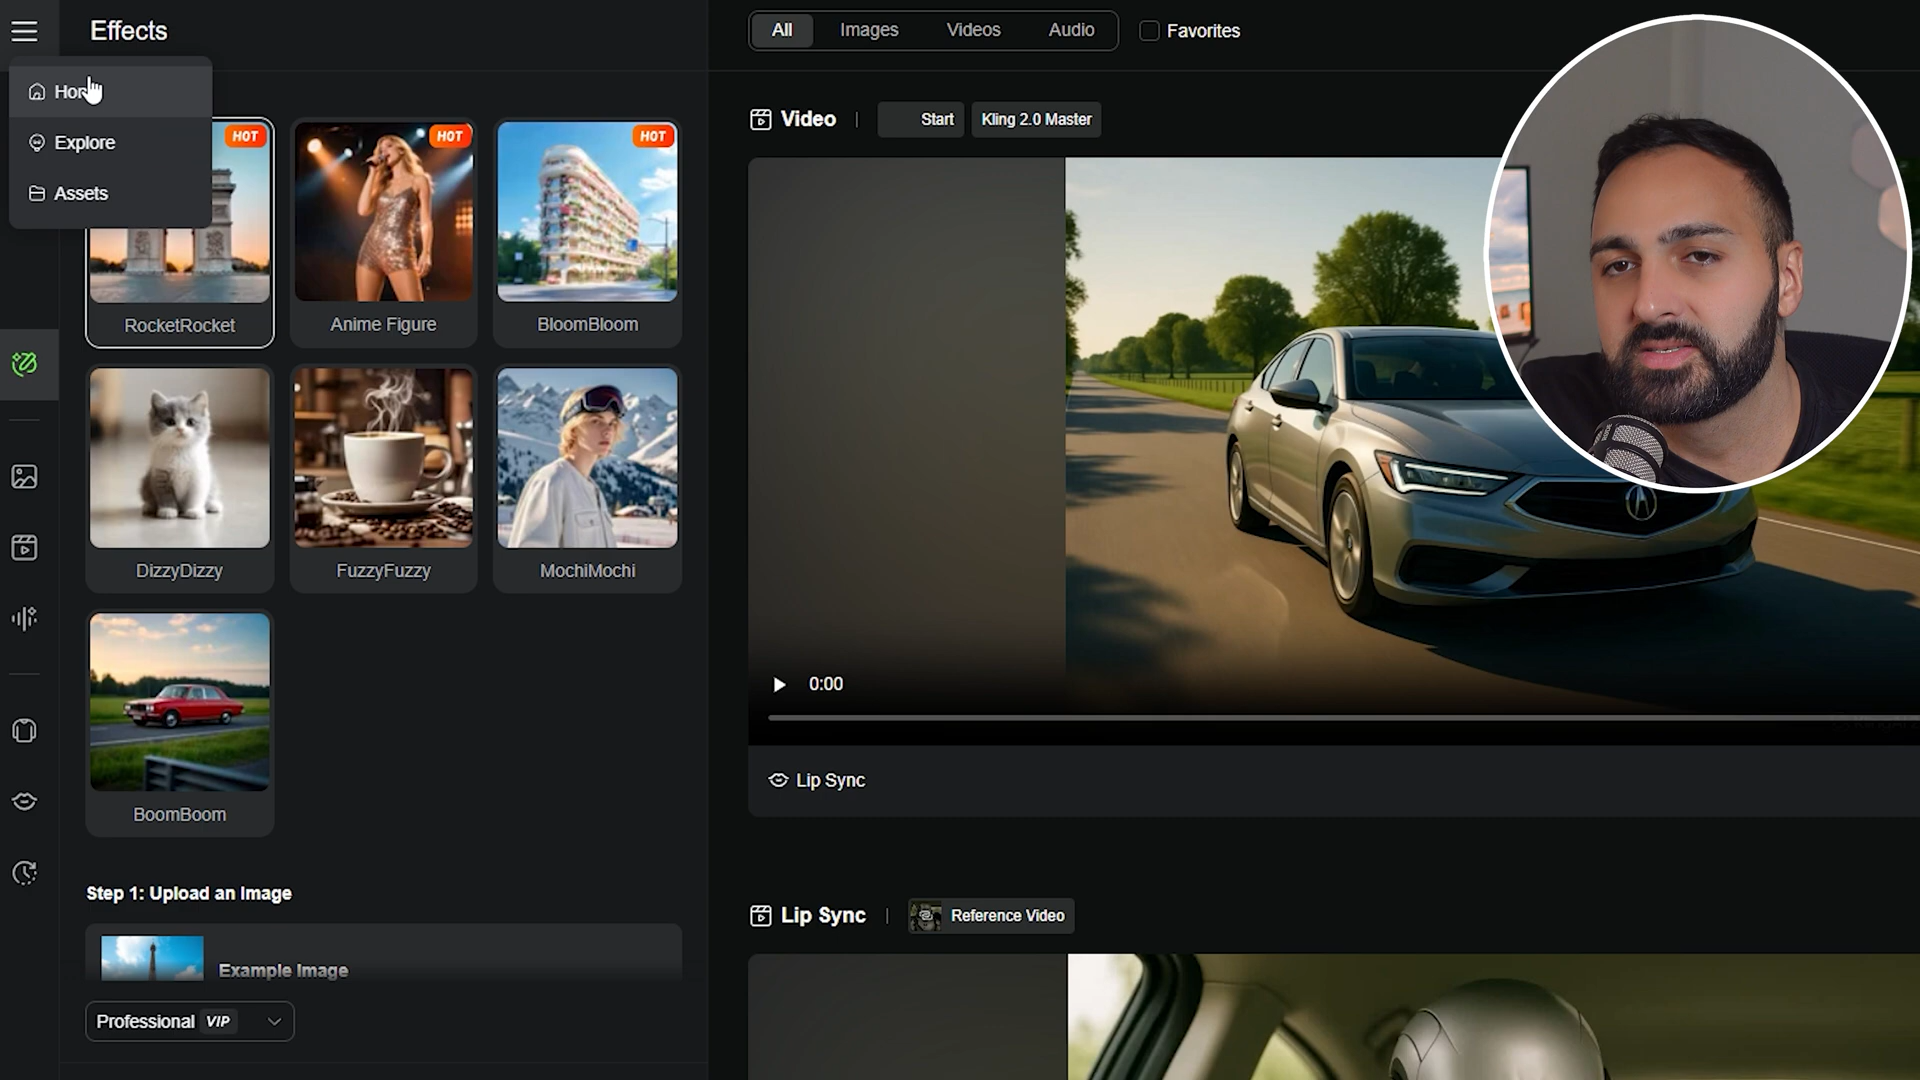 Effects
Home
Explore
Assets
HOT
HOT
HOT
RocketRocket
Anime Figure
BloomBloom
DizzyDizzy
FuzzyFuzzy
MochiMochi
BoomBoom
Step 1: Upload an Image
Example Image
Professional VIP
All Images Videos Audio Favorites
Video | Start Kling 2.0 Master
0:00
Lip Sync
Lip Sync | Reference Video
RODE